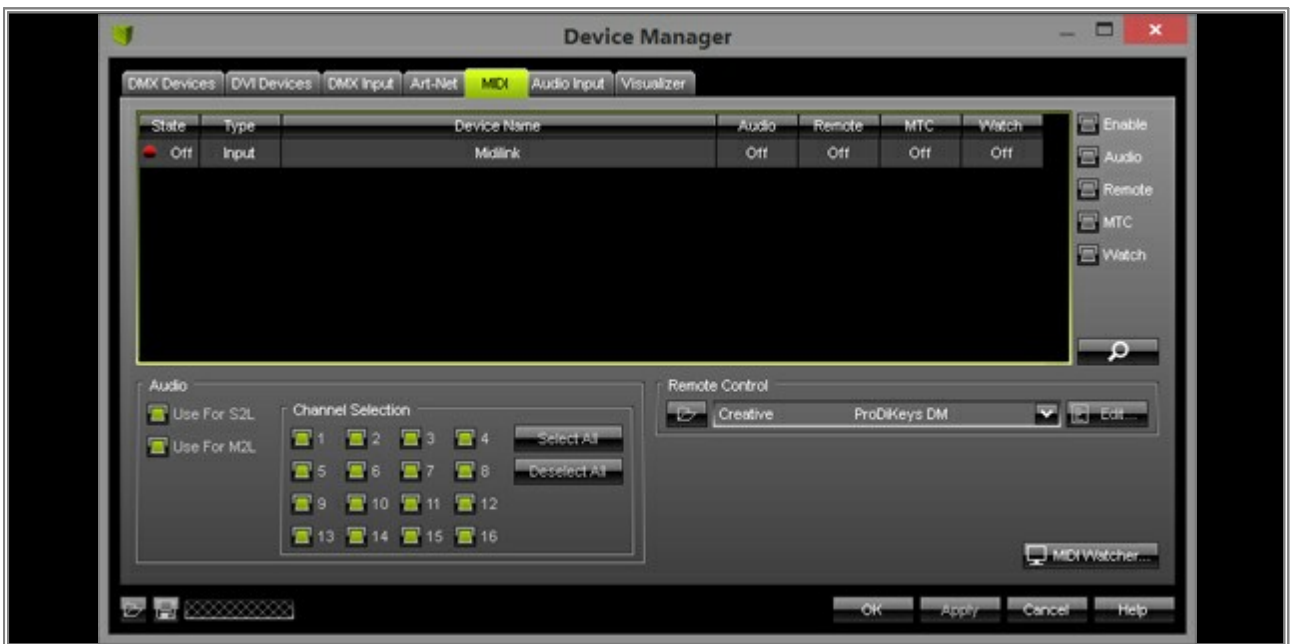 Device Manager
DMX Devices DVI Devices DMX Input Art-Net MIDI Audio Input Visualizer
State Type Device Name Audio Remote MTC Watch Enable
Off Input Midilink Off Off Off Off Audio
Remote
MTC
Watch
Audio Remote Control
Use For S2L Channel Selection Creative ProDiKeys DM Edit...
Use For M2L 1 2 3 4 Select All
5 6 7 8 Deselect All
9 10 11 12
13 14 15 16
MIDI Watcher...
OK Apply Cancel Help